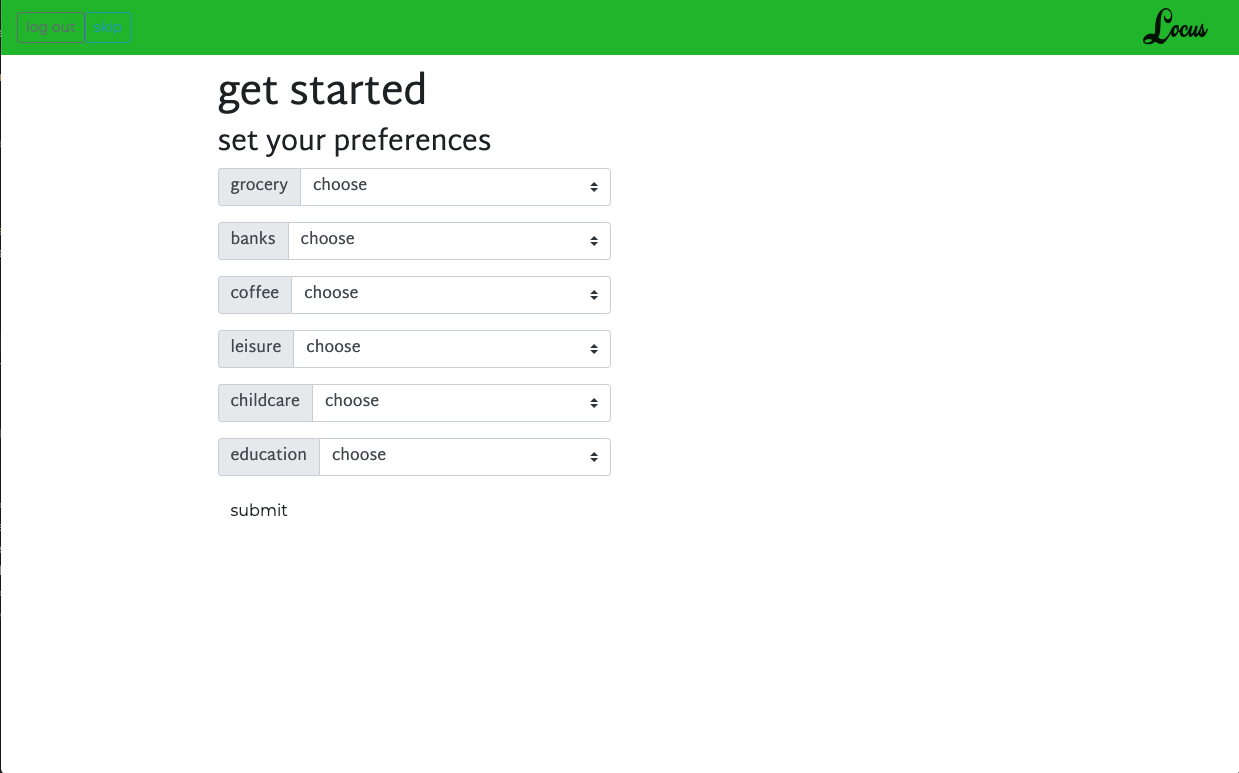 log out skip
Locus
get started
set your preferences
grocery choose
banks choose
coffee choose
leisure choose
childcare choose
education choose
submit